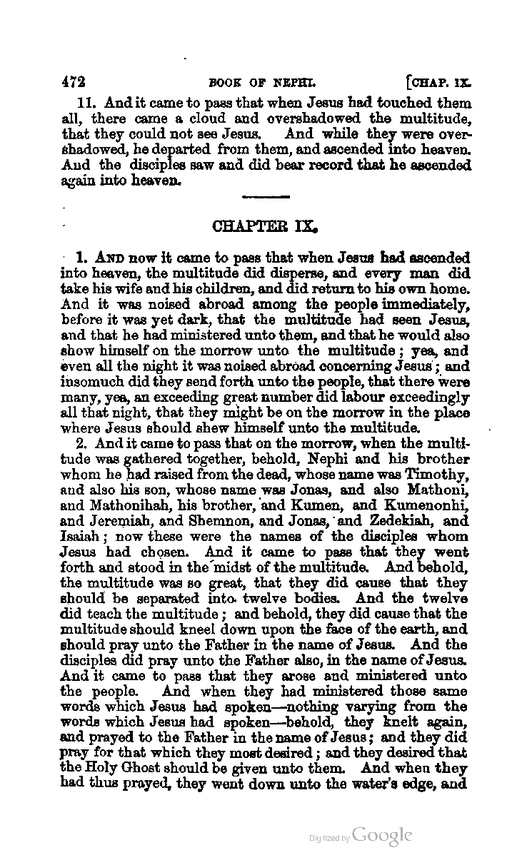 472 BOOK OF NEPHI. [CHAP. IX.
11. And it came to pass that when Jesus had touched them
all, there came a cloud and overshadowed the multitude,
that they could not see Jesus. And while they were over-
shadowed, he departed from them, and ascended into heaven.
And the disciples saw and did bear record that he ascended
again into heaven.
CHAPTER IX.
1. AND now it came to pass that when Jesus had ascended
into heaven, the multitude did disperse, and every man did
take his wife and his children, and did return to his own home.
And it was noised abroad among the people immediately,
before it was yet dark, that the multitude had seen Jesus,
and that he had ministered unto them, and that he would also
show himself on the morrow unto the multitude; yea, and
even all the night it was noised abroad concerning Jesus; and
insomuch did they send forth unto the people, that there were
many, yea, an exceeding great number did labour exceedingly
all that night, that they might be on the morrow in the place
where Jesus should shew himself unto the multitude.
2. And it came to pass that on the morrow, when the multi-
tude was gathered together, behold, Nephi and his brother
whom he had raised from the dead, whose name was Timothy,
and also his son, whose name was Jonas, and also Mathoni,
and Mathonihah, his brother, and Kumen, and Kumenonhi,
and Jeremiah, and Shemnon, and Jonas, and Zedekiah, and
Isaiah; now these were the names of the disciples whom
Jesus had chosen. And it came to pass that they went
forth and stood in the midst of the multitude. And behold,
the multitude was so great, that they did cause that they
should be separated into twelve bodies. And the twelve
did teach the multitude; and behold, they did cause that the
multitude should kneel down upon the face of the earth, and
should pray unto the Father in the name of Jesus. And the
disciples did pray unto the Father also, in the name of Jesus.
And it came to pass that they arose and ministered unto
the people. And when they had ministered those same
words which Jesus had spoken—nothing varying from the
words which Jesus had spoken—behold, they knelt again,
and prayed to the Father in the name of Jesus; and they did
pray for that which they most desired; and they desired that
the Holy Ghost should be given unto them. And when they
had thus prayed, they went down unto the water's edge, and
Digitized by Google